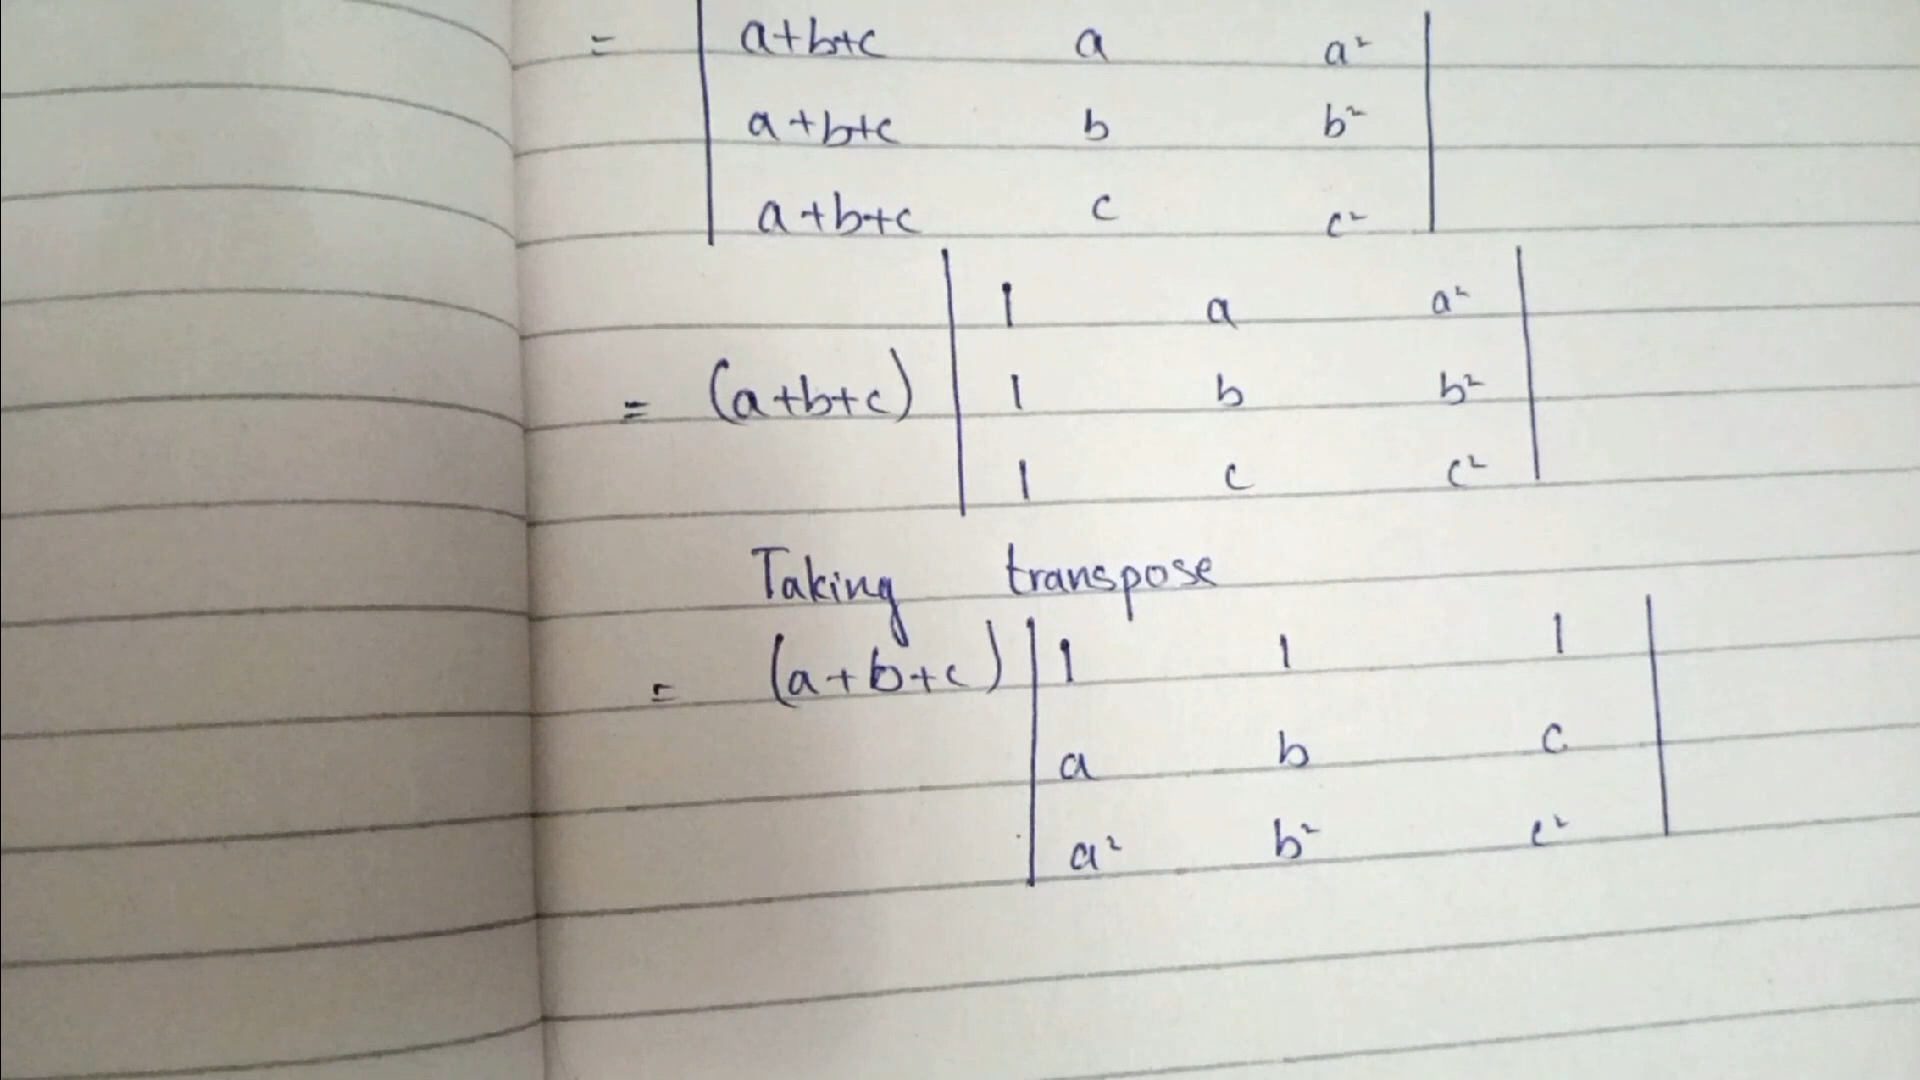 = | a+b+c a a² |
| a+b+c b b² |
| a+b+c c c² |
| 1 a a² |
= (a+b+c) | 1 b b² |
| 1 c c² |
Taking transpose
= (a+b+c) | 1 1 1 |
| a b c |
| a² b² c² |